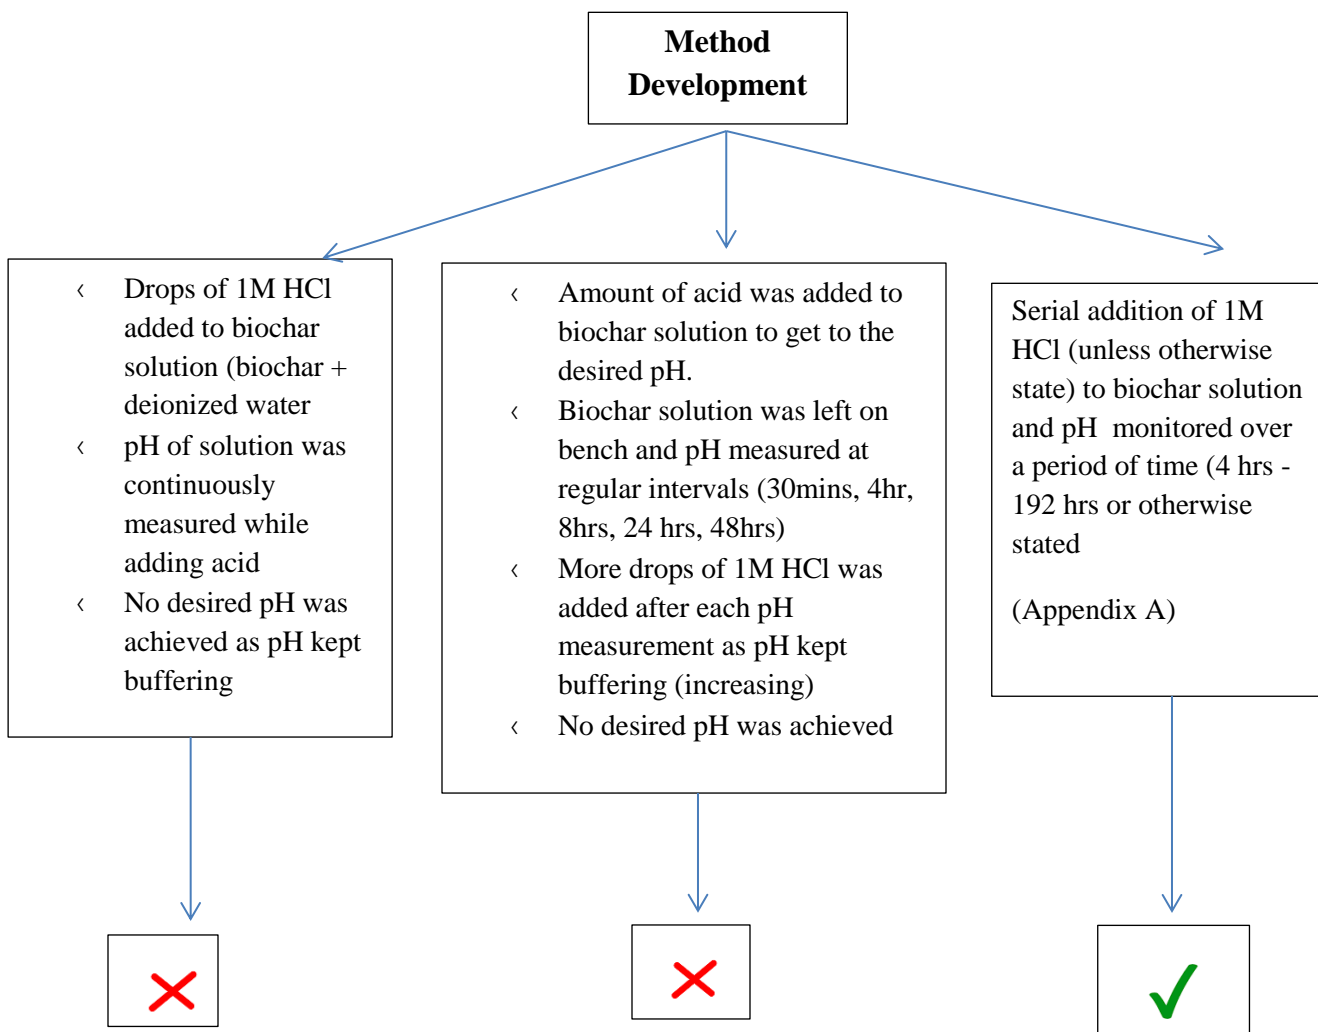 Method
Development
‹ Drops of 1M HCl
added to biochar
solution (biochar +
deionized water
‹ pH of solution was
continuously
measured while
adding acid
‹ No desired pH was
achieved as pH kept
buffering
‹ Amount of acid was added to
biochar solution to get to the
desired pH.
‹ Biochar solution was left on
bench and pH measured at
regular intervals (30mins, 4hr,
8hrs, 24 hrs, 48hrs)
‹ More drops of 1M HCl was
added after each pH
measurement as pH kept
buffering (increasing)
‹ No desired pH was achieved
Serial addition of 1M
HCl (unless otherwise
state) to biochar solution
and pH monitored over
a period of time (4 hrs -
192 hrs or otherwise
stated
(Appendix A)